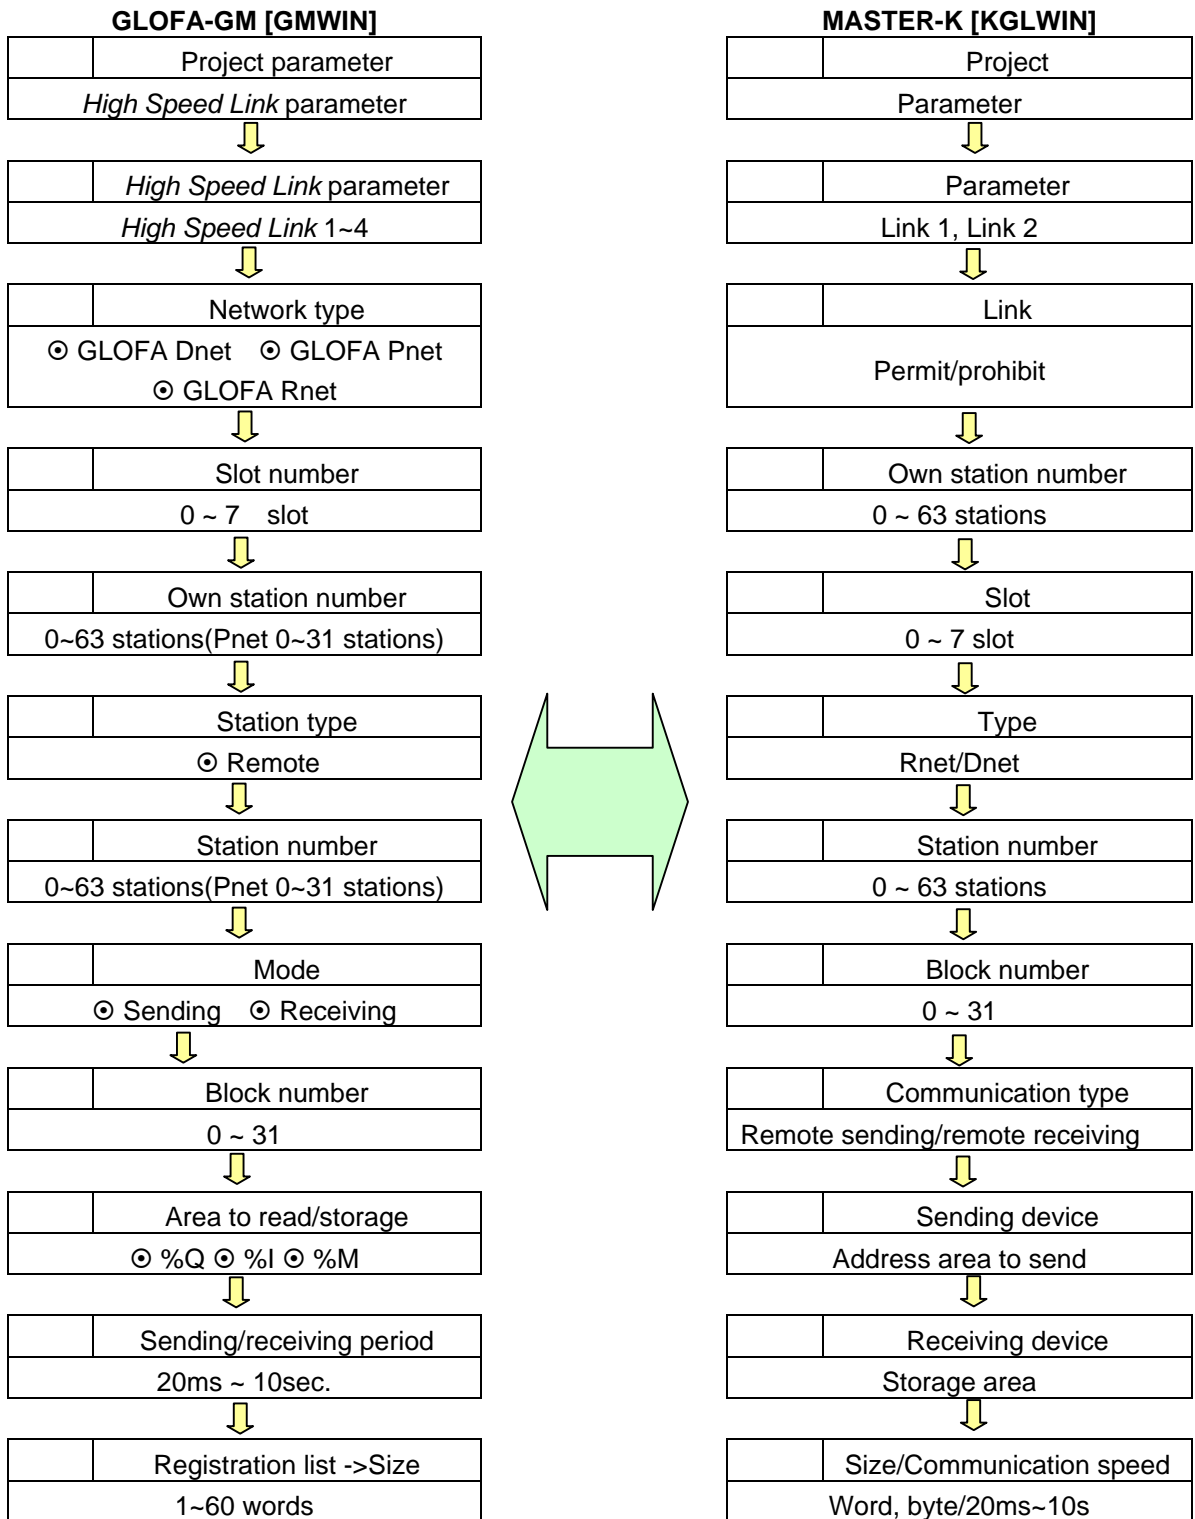 GLOFA-GM [GMWIN]
Project parameter
High Speed Link parameter
High Speed Link parameter
High Speed Link 1~4
Network type
⊙ GLOFA Dnet ⊙ GLOFA Pnet
⊙ GLOFA Rnet
Slot number
0 ~ 7 slot
Own station number
0~63 stations(Pnet 0~31 stations)
Station type
⊙ Remote
Station number
0~63 stations(Pnet 0~31 stations)
Mode
⊙ Sending ⊙ Receiving
Block number
0 ~ 31
Area to read/storage
⊙ %Q ⊙ %I ⊙ %M
Sending/receiving period
20ms ~ 10sec.
Registration list ->Size
1~60 words
MASTER-K [KGLWIN]
Project
Parameter
Parameter
Link 1, Link 2
Link
Permit/prohibit
Own station number
0 ~ 63 stations
Slot
0 ~ 7 slot
Type
Rnet/Dnet
Station number
0 ~ 63 stations
Block number
0 ~ 31
Communication type
Remote sending/remote receiving
Sending device
Address area to send
Receiving device
Storage area
Size/Communication speed
Word, byte/20ms~10s